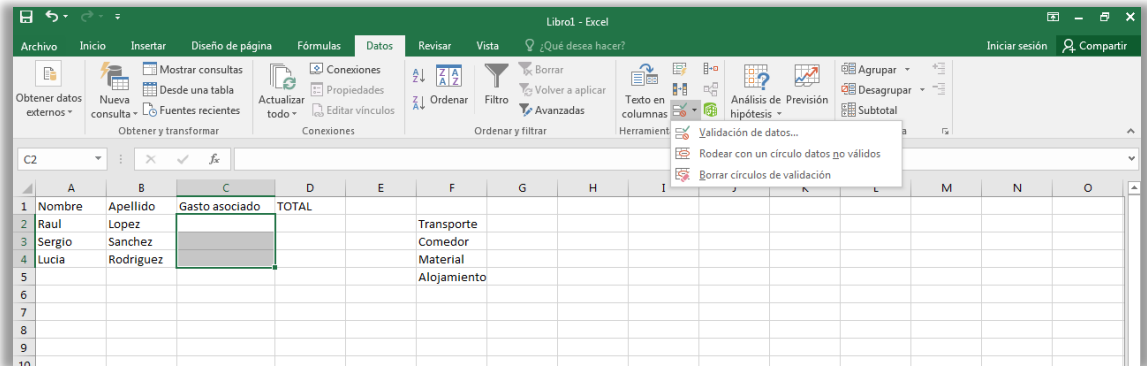 Libro1 - Excel
Archivo Inicio Insertar Diseño de página Fórmulas Datos Revisar Vista ¿Qué desea hacer? Iniciar sesión Compartir
Mostrar consultas Conexiones Borrar Agrupar
Desde una tabla Propiedades Volver a aplicar Desagrupar
Obtener datos externos Nueva consulta Fuentes recientes Actualizar todo Editar vínculos Ordenar Filtro Avanzadas Texto en columnas Análisis de hipótesis Previsión Subtotal
Obtener y transformar Conexiones Ordenar y filtrar Herramient a
Validación de datos...
Rodear con un círculo datos no válidos
Borrar círculos de validación
C2 fx
A B C D E F G H I J K L M N O
1 Nombre Apellido Gasto asociado TOTAL
2 Raul Lopez Transporte
3 Sergio Sanchez Comedor
4 Lucia Rodriguez Material
5 Alojamiento
6
7
8
9
10